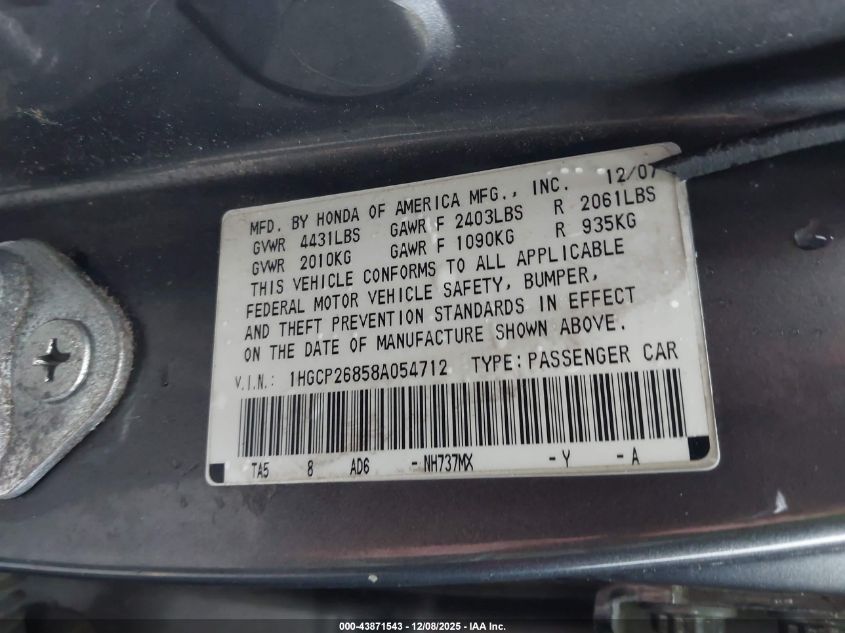 12/07
MFD. BY HONDA OF AMERICA MFG., INC.
GVWR 4431LBS GAWR F 2403LBS R 2061LBS
GVWR 2010KG GAWR F 1090KG R 935KG
THIS VEHICLE CONFORMS TO ALL APPLICABLE
FEDERAL MOTOR VEHICLE SAFETY, BUMPER,
AND THEFT PREVENTION STANDARDS IN EFFECT
ON THE DATE OF MANUFACTURE SHOWN ABOVE.
V.I.N.: 1HGCP26858A054712 TYPE: PASSENGER CAR
TA5 8 AD6 - NH737MX - Y - A
000-43871543 - 12/08/2025 - IAA Inc.